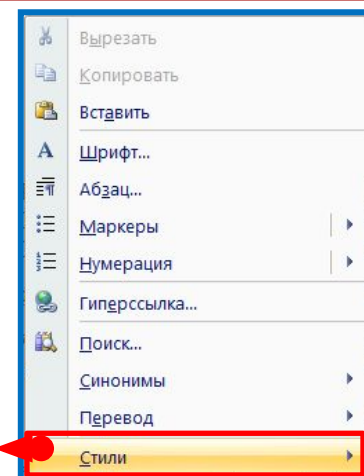 Вырезать
Копировать
Вставить
Шрифт...
Абзац...
Маркеры
Нумерация
Гиперссылка...
Поиск...
Синонимы
Перевод
Стили